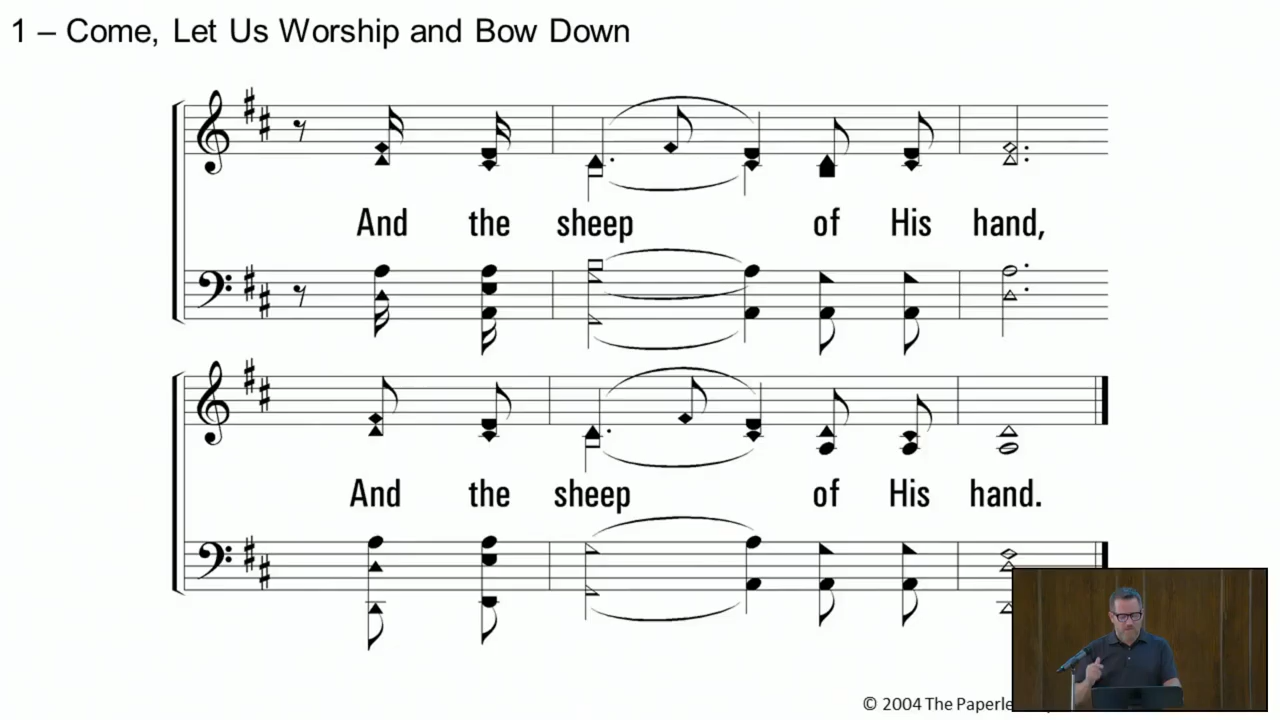 1 – Come, Let Us Worship and Bow Down
And the sheep of His hand,
And the sheep of His hand.
© 2004 The